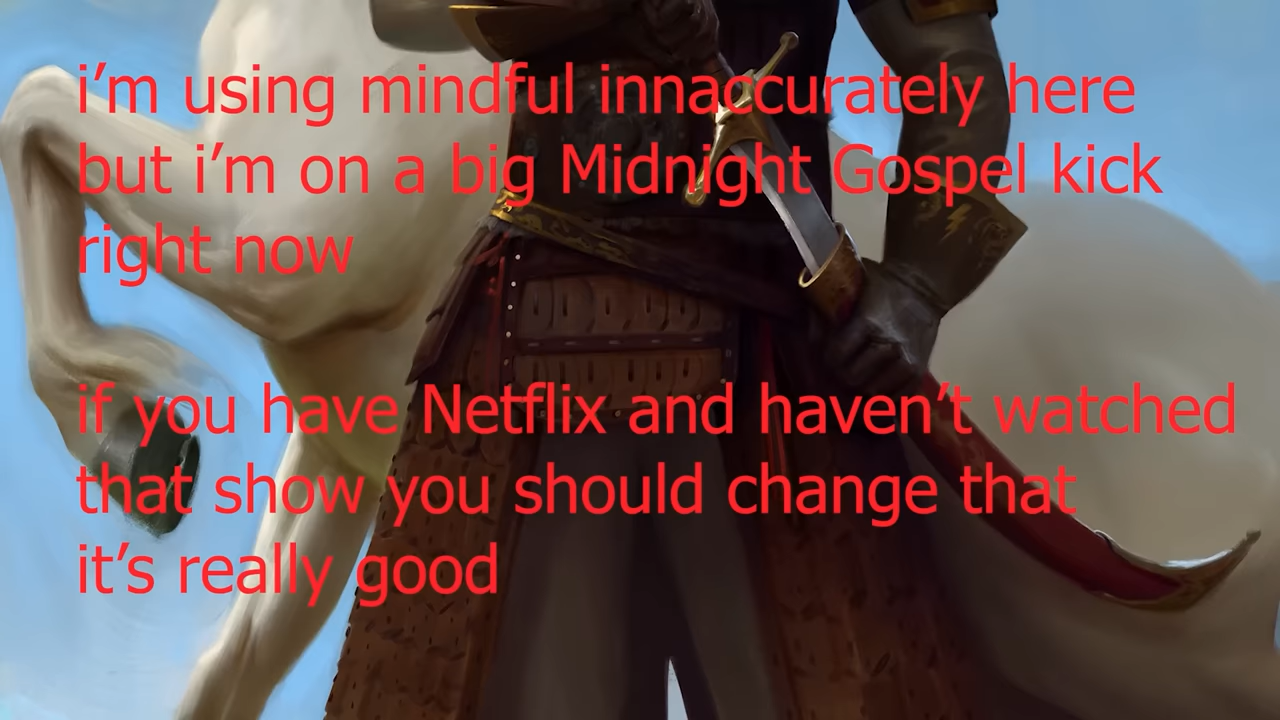 i’m using mindful innaccurately here
but i’m on a big Midnight Gospel kick
right now
if you have Netflix and haven’t watched
that show you should change that
it’s really good